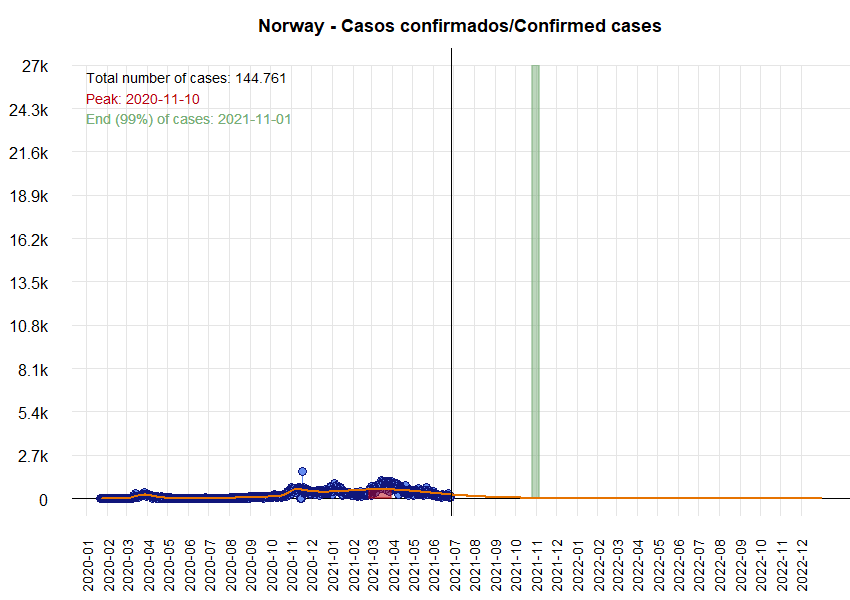 Norway - Casos confirmados/Confirmed cases
27k
24.3k
21.6k
18.9k
16.2k
13.5k
10.8k
8.1k
5.4k
2.7k
0
Total number of cases: 144.761
Peak: 2020-11-10
End (99%) of cases: 2021-11-01
2020-01
2020-02
2020-03
2020-04
2020-05
2020-06
2020-07
2020-08
2020-09
2020-10
2020-11
2020-12
2021-01
2021-02
2021-03
2021-04
2021-05
2021-06
2021-07
2021-08
2021-09
2021-10
2021-11
2021-12
2022-01
2022-02
2022-03
2022-04
2022-05
2022-06
2022-07
2022-08
2022-09
2022-10
2022-11
2022-12